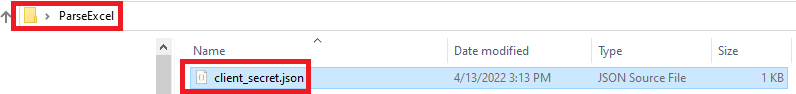 ParseExcel
Name Date modified Type Size
client_secret.json 4/13/2022 3:13 PM JSON Source File 1 KB